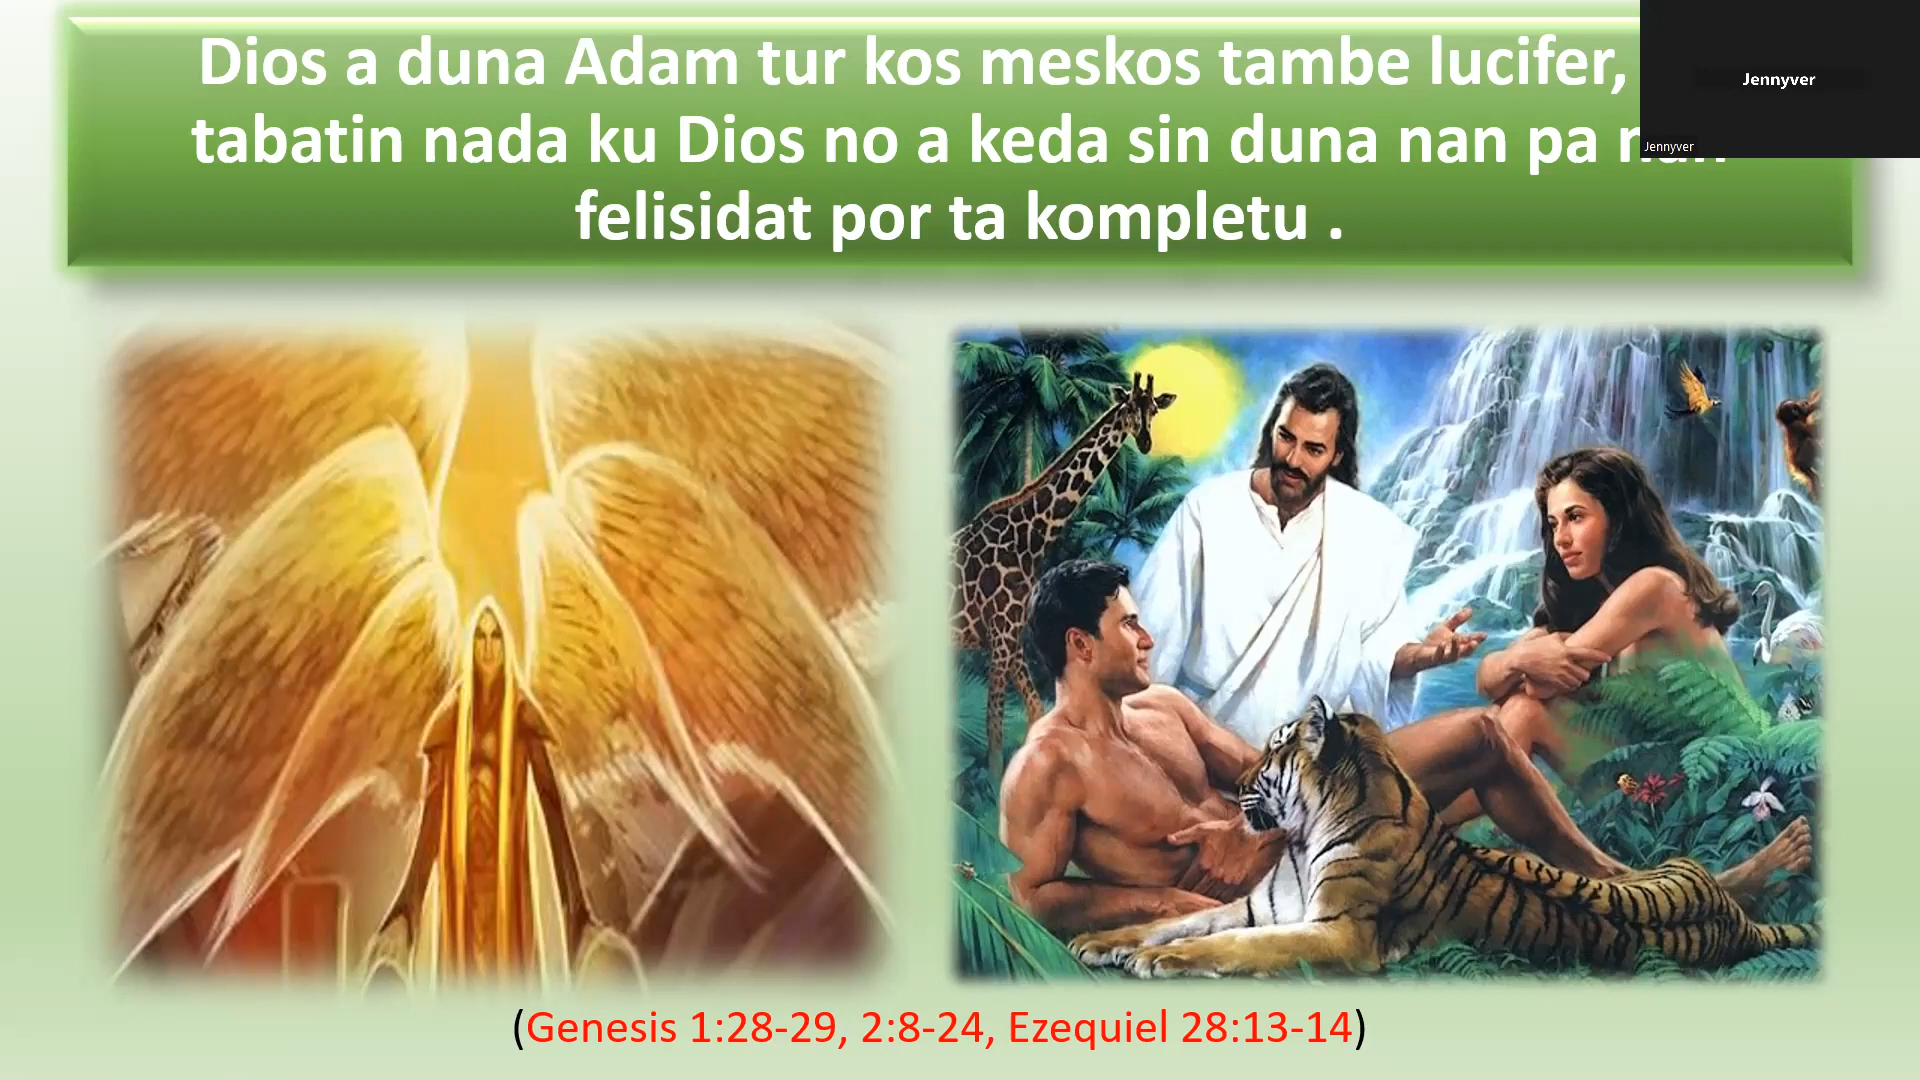 Dios a duna Adam tur kos meskos tambe lucifer,
tabatin nada ku Dios no a keda sin duna nan pa
felisidat por ta kompletu .
Jennyver
Jennyver
(Genesis 1:28-29, 2:8-24, Ezequiel 28:13-14)